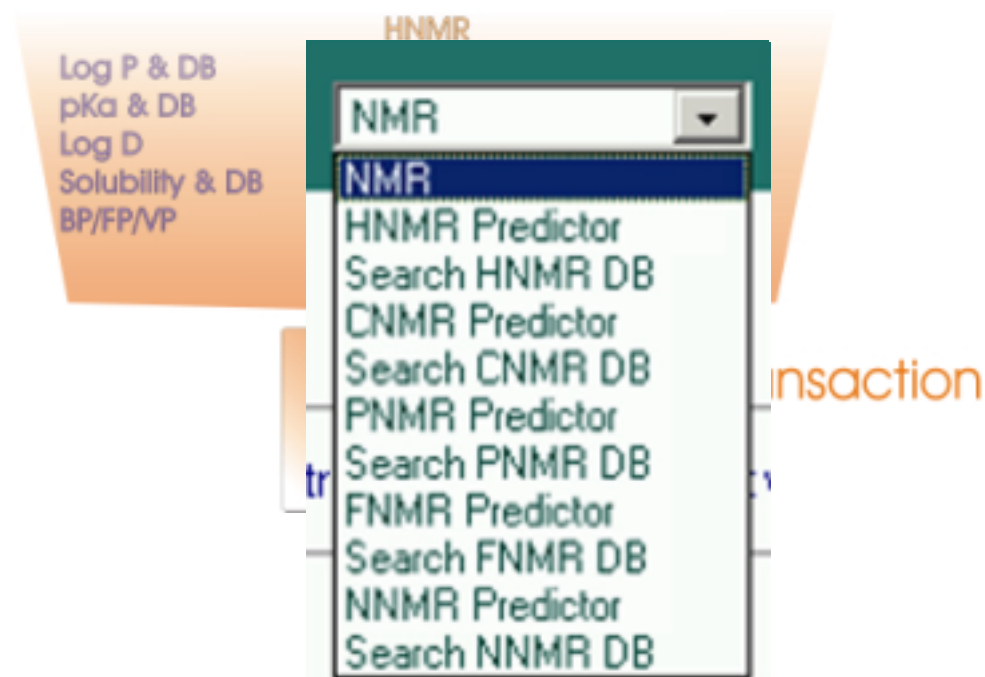 HNMR
Log P & DB
pKa & DB
Log D
Solubility & DB
BP/FP/VP
NMR
NMR
HNMR Predictor
Search HNMR DB
CNMR Predictor
Search CNMR DB
PNMR Predictor
Search PNMR DB
FNMR Predictor
Search FNMR DB
NNMR Predictor
Search NNMR DB
nsaction
tr